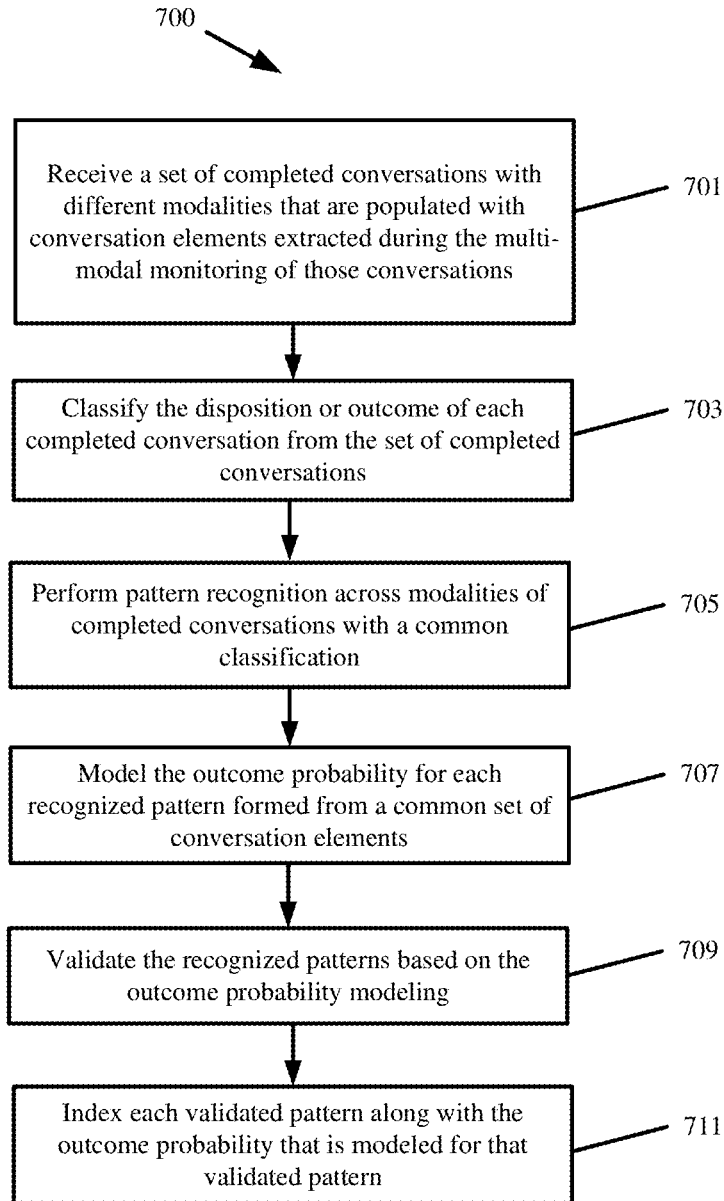 700
Receive a set of completed conversations with
different modalities that are populated with
conversation elements extracted during the multi-
modal monitoring of those conversations
701
Classify the disposition or outcome of each
completed conversation from the set of completed
conversations
703
Perform pattern recognition across modalities of
completed conversations with a common
classification
705
Model the outcome probability for each
recognized pattern formed from a common set of
conversation elements
707
Validate the recognized patterns based on the
outcome probability modeling
709
Index each validated pattern along with the
outcome probability that is modeled for that
validated pattern
711